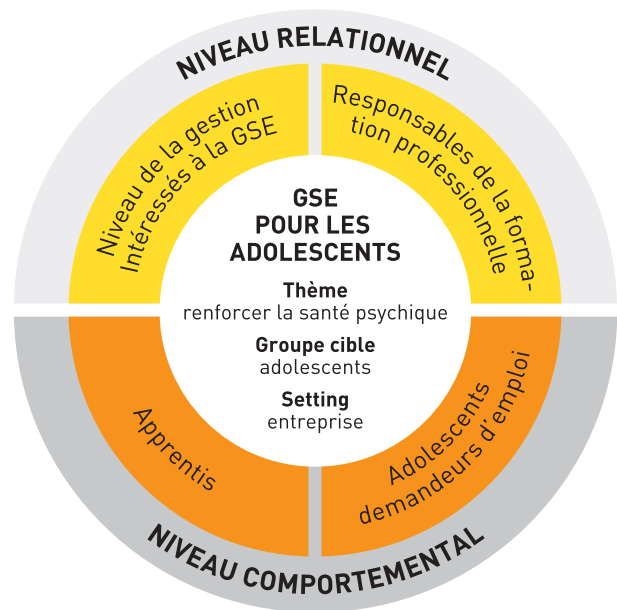 NIVEAU RELATIONNEL
Niveau de la gestion
Intéressés à la GSE
Responsables de la forma-
tion professionnelle
GSE
POUR LES
ADOLESCENTS
Thème
renforcer la santé psychique
Groupe cible
adolescents
Setting
entreprise
Apprentis
Adolescents
demandeurs d'emploi
NIVEAU COMPORTEMENTAL